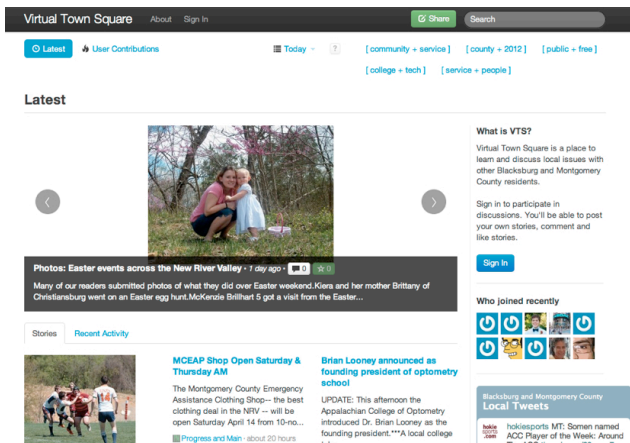 Virtual Town Square About Sign In Share Search
Latest User Contributions Today ? [ community + service ] [ county + 2012 ] [ public + free ]
[ college + tech ] [ service + people ]
Latest
Photos: Easter events across the New River Valley - 1 day ago - 0 0
Many of our readers submitted photos of what they did over Easter weekend.Kiera and her mother Brittany of
Christiansburg went on an Easter egg hunt.McKenzie Brillhart 5 got a visit from the Easter...
Stories Recent Activity
MCEAP Shop Open Saturday &
Thursday AM
The Montgomery County Emergency
Assistance Clothing Shop-- the best
clothing deal in the NRV -- will be
open Saturday April 14 from 10-no...
Progress and Main - about 20 hours
Brian Looney announced as
founding president of optometry
school
UPDATE: This afternoon the
Appalachian College of Optometry
introduced Dr. Brian Looney as the
founding president.***A local college
What is VTS?
Virtual Town Square is a place to
learn and discuss local issues with
other Blacksburg and Montgomery
County residents.
Sign in to participate in
discussions. You'll be able to post
your own stories, comment and
like stories.
Sign In
Who joined recently
Blacksburg and Montgomery County
Local Tweets
hokie
sports
.com
hokiesports MT: Somen named
ACC Player of the Week: Around